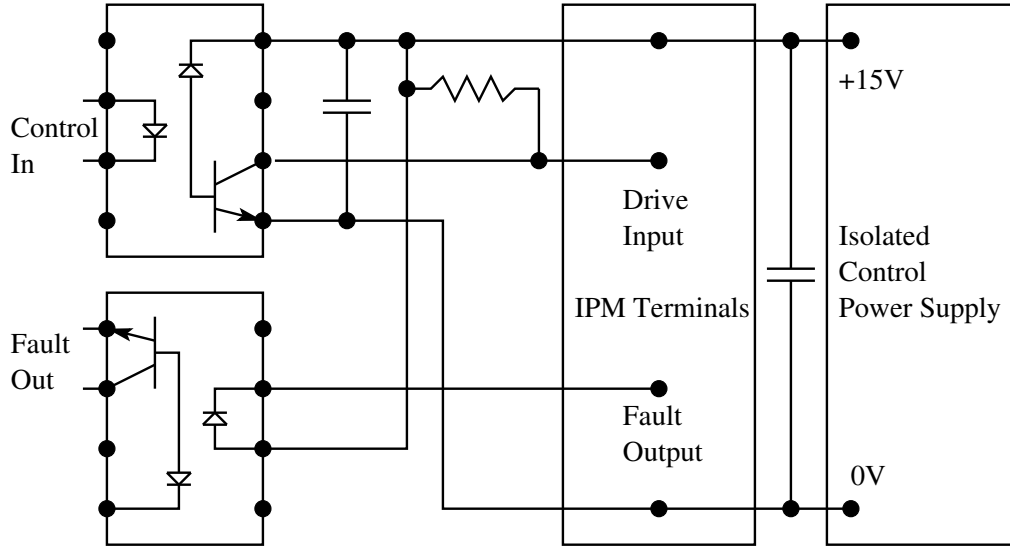 Control
In
+15V
Drive
Input
Isolated
Control
Power Supply
IPM Terminals
Fault
Out
Fault
Output
0V